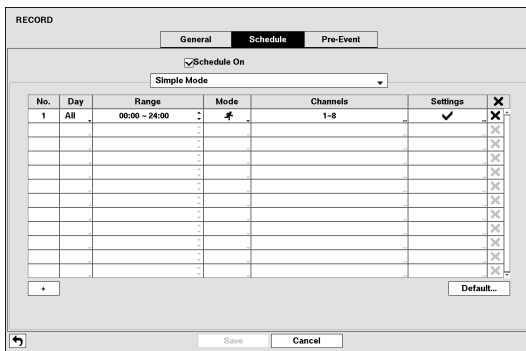 RECORD
General Schedule Pre-Event
Schedule On
Simple Mode
No. Day Range Mode Channels Settings
1 All 00:00 ~ 24:00 1~8
+ Default...
Save Cancel